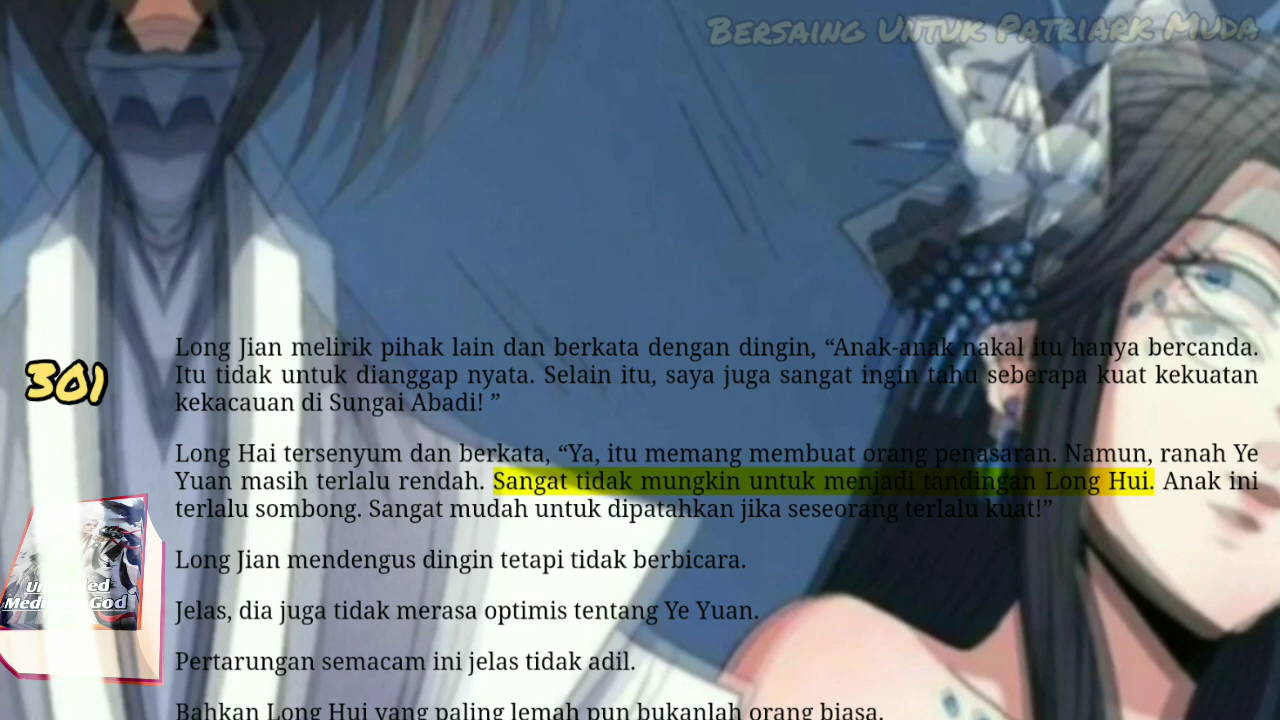 Bersaing Untuk Patriark Muda
Long Jian melirik pihak lain dan berkata dengan dingin, “Anak-anak nakal itu hanya bercanda.
Itu tidak untuk dianggap nyata. Selain itu, saya juga sangat ingin tahu seberapa kuat kekuatan
kekacauan di Sungai Abadi! ”
301
Long Hai tersenyum dan berkata, “Ya, itu memang membuat orang penasaran. Namun, ranah Ye
Yuan masih terlalu rendah. Sangat tidak mungkin untuk menjadi tandingan Long Hui. Anak ini
terlalu sombong. Sangat mudah untuk dipatahkan jika seseorang terlalu kuat!”
Long Jian mendengus dingin tetapi tidak berbicara.
Jelas, dia juga tidak merasa optimis tentang Ye Yuan.
Pertarungan semacam ini jelas tidak adil.
Bahkan Long Hui yang paling lemah pun bukanlah orang biasa.
God